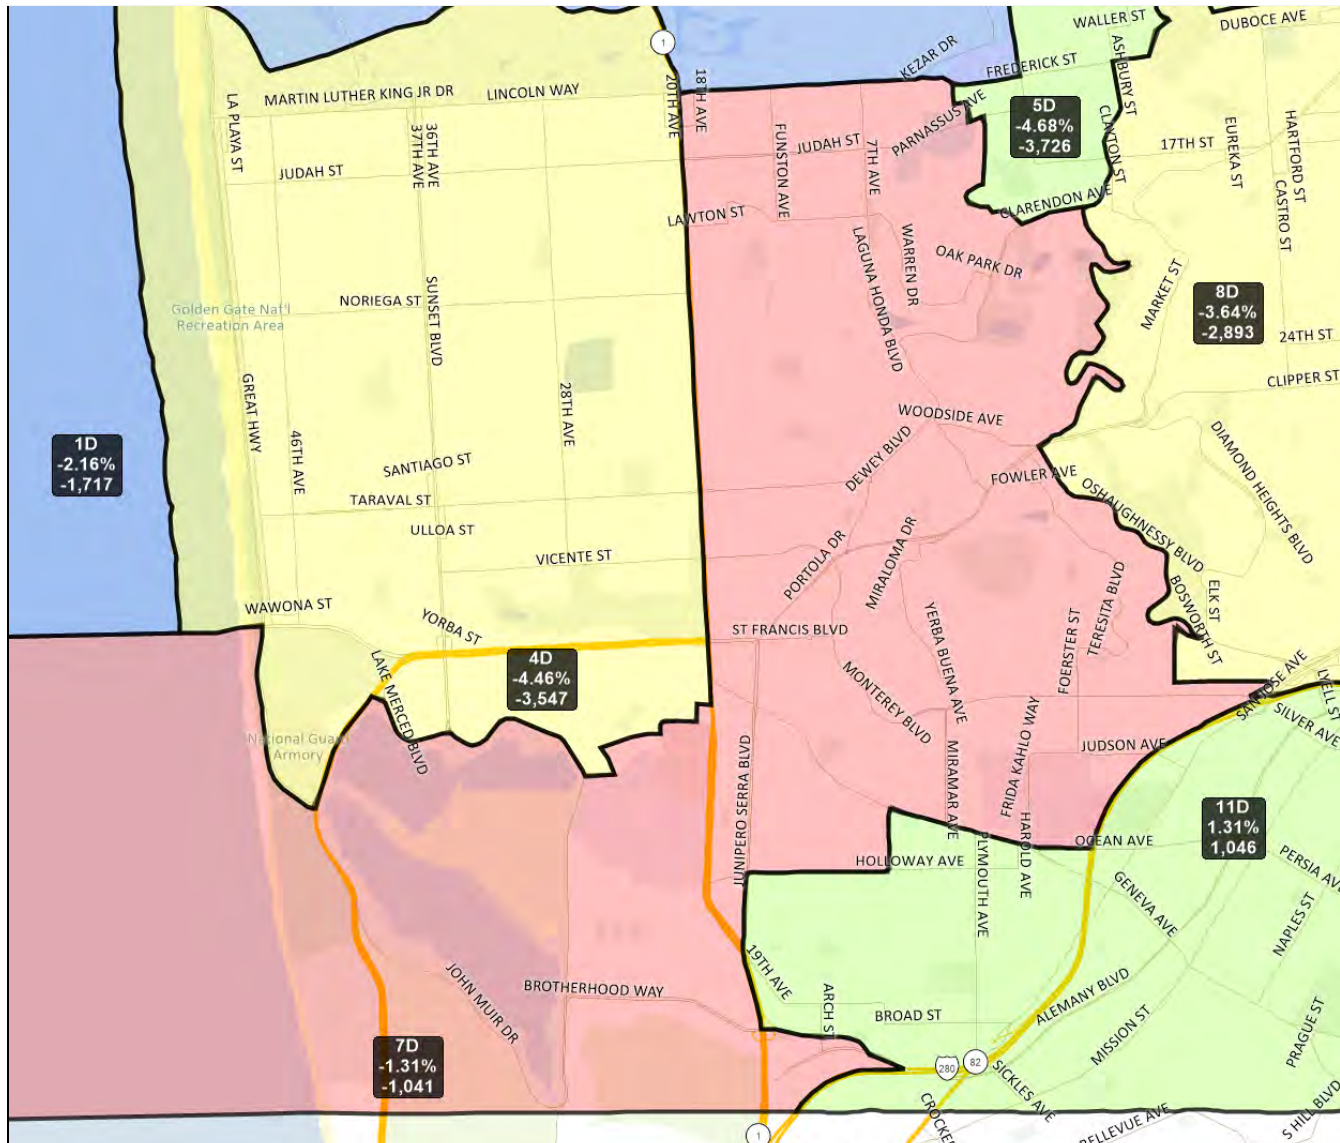 WALLER ST
DUBOCE AVE
1
KEZAR DR
FREDERICK ST
ASHBURY ST
LA PLAYA ST
MARTIN LUTHER KING JR DR
LINCOLN WAY
20TH AVE
18TH AVE
PARNASSUS AVE
5D
-4.68%
-3,726
CLAYTON ST
EUREKA ST
HARTFORD ST
37TH AVE
36TH AVE
FUNSTON AVE
JUDAH ST
7TH AVE
17TH ST
JUDAH ST
CLARENDON AVE
CASTRO ST
LAWTON ST
LAGUNA HONDA BLVD
WARREN DR
OAK PARK DR
MARKET ST
8D
-3.64%
-2,893
Golden Gate Nat'l
Recreation Area
NORIEGA ST
SUNSET BLVD
24TH ST
CLIPPER ST
GREAT HWY
46TH AVE
28TH AVE
WOODSIDE AVE
DEWEY BLVD
DIAMOND HEIGHTS BLVD
1D
-2.16%
-1,717
SANTIAGO ST
TARAVAL ST
ULLOA ST
FOWLER AVE
OSHAUGHNESSY BLVD
VICENTE ST
PORTOLA DR
MIRALOMA DR
TERESITA BLVD
BOSWORTH ST
ELK ST
WAWONA ST
YORBA ST
ST FRANCIS BLVD
YERBA BUENA AVE
FOERSTER ST
LAKE MERCED BLVD
4D
-4.46%
-3,547
MONTEREY BLVD
SAN JOSE AVE
LYELL ST
SILVER AVE
National Guard
Armory
JUNIPERO SERRA BLVD
MIRAMAR AVE
FRIDA KAHLO WAY
JUDSON AVE
11D
1.31%
1,046
HOLLOWAY AVE
PLYMOUTH AVE
HAROLD AVE
OCEAN AVE
PERSIA AVE
GENEVA AVE
NAPLES ST
JOHN MUIR DR
BROTHERHOOD WAY
19TH AVE
ARCH ST
BROAD ST
ALEMANY BLVD
MISSION ST
PRAGUE ST
7D
-1.31%
-1,041
280
82
SICKLES AVE
1
BELLEVUE AVE
S HILL BLVD